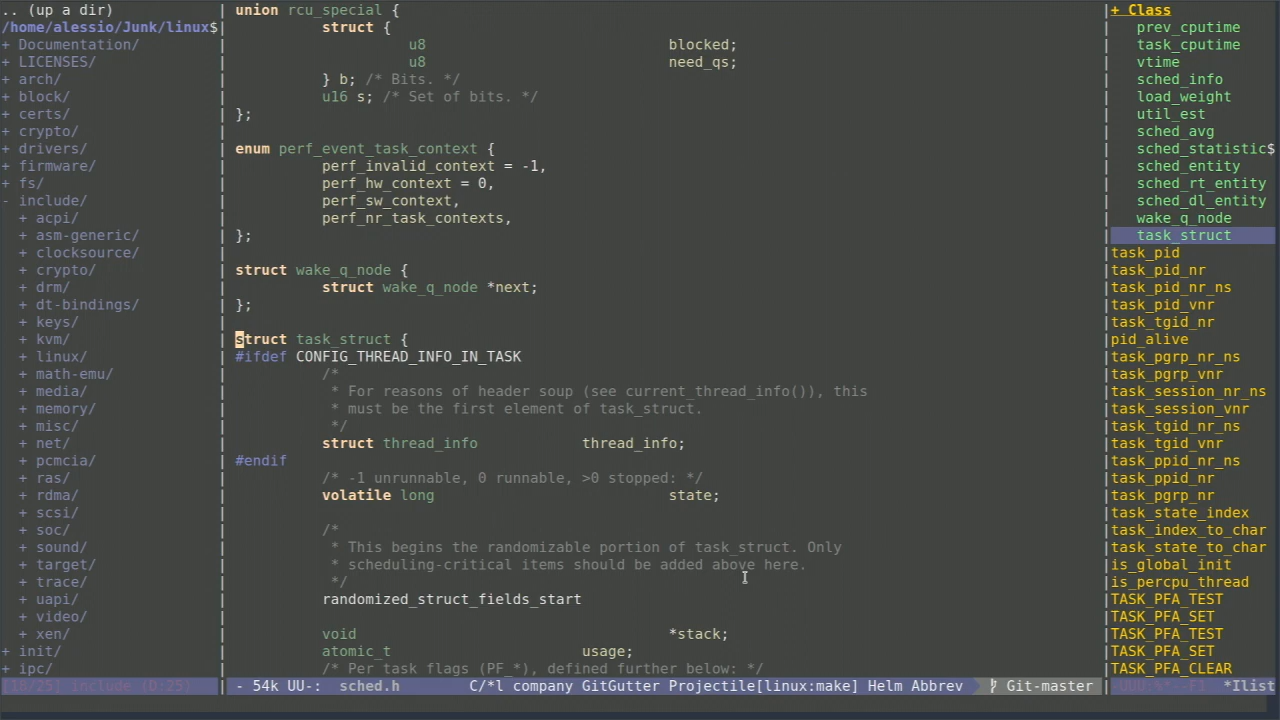 .. (up a dir)
/home/alessio/Junk/linux$
+ Documentation/
+ LICENSES/
+ arch/
+ block/
+ certs/
+ crypto/
+ drivers/
+ firmware/
+ fs/
- include/
+ acpi/
+ asm-generic/
+ clocksource/
+ crypto/
+ drm/
+ dt-bindings/
+ keys/
+ kvm/
+ linux/
+ math-emu/
+ media/
+ memory/
+ misc/
+ net/
+ pcmcia/
+ ras/
+ rdma/
+ scsi/
+ soc/
+ sound/
+ target/
+ trace/
+ uapi/
+ video/
+ xen/
+ init/
+ ipc/
[18/25] include (D:25)
union rcu_special {
struct {
u8 blocked;
u8 need_qs;
} b; /* Bits. */
u16 s; /* Set of bits. */
};
enum perf_event_task_context {
perf_invalid_context = -1,
perf_hw_context = 0,
perf_sw_context,
perf_nr_task_contexts,
};
struct wake_q_node {
struct wake_q_node *next;
};
struct task_struct {
#ifdef CONFIG_THREAD_INFO_IN_TASK
/*
* For reasons of header soup (see current_thread_info()), this
* must be the first element of task_struct.
*/
struct thread_info thread_info;
#endif
/* -1 unrunnable, 0 runnable, >0 stopped: */
volatile long state;
/*
* This begins the randomizable portion of task_struct. Only
* scheduling-critical items should be added above here.
*/
randomized_struct_fields_start
void *stack;
atomic_t usage;
/* Per task flags (PF_*), defined further below: */
- 54k UU-: sched.h C/*l company GitGutter Projectile[linux:make] Helm Abbrev Git-master
+ Class
prev_cputime
task_cputime
vtime
sched_info
load_weight
util_est
sched_avg
sched_statistic$
sched_entity
sched_rt_entity
sched_dl_entity
wake_q_node
task_struct
task_pid
task_pid_nr
task_pid_nr_ns
task_pid_vnr
task_tgid_nr
pid_alive
task_pgrp_nr_ns
task_pgrp_vnr
task_session_nr_ns
task_session_vnr
task_tgid_nr_ns
task_tgid_vnr
task_ppid_nr_ns
task_ppid_nr
task_pgrp_nr
task_state_index
task_index_to_char
task_state_to_char
is_global_init
is_percpu_thread
TASK_PFA_TEST
TASK_PFA_SET
TASK_PFA_TEST
TASK_PFA_SET
TASK_PFA_CLEAR
-UUU:%*--F1 *Ilist